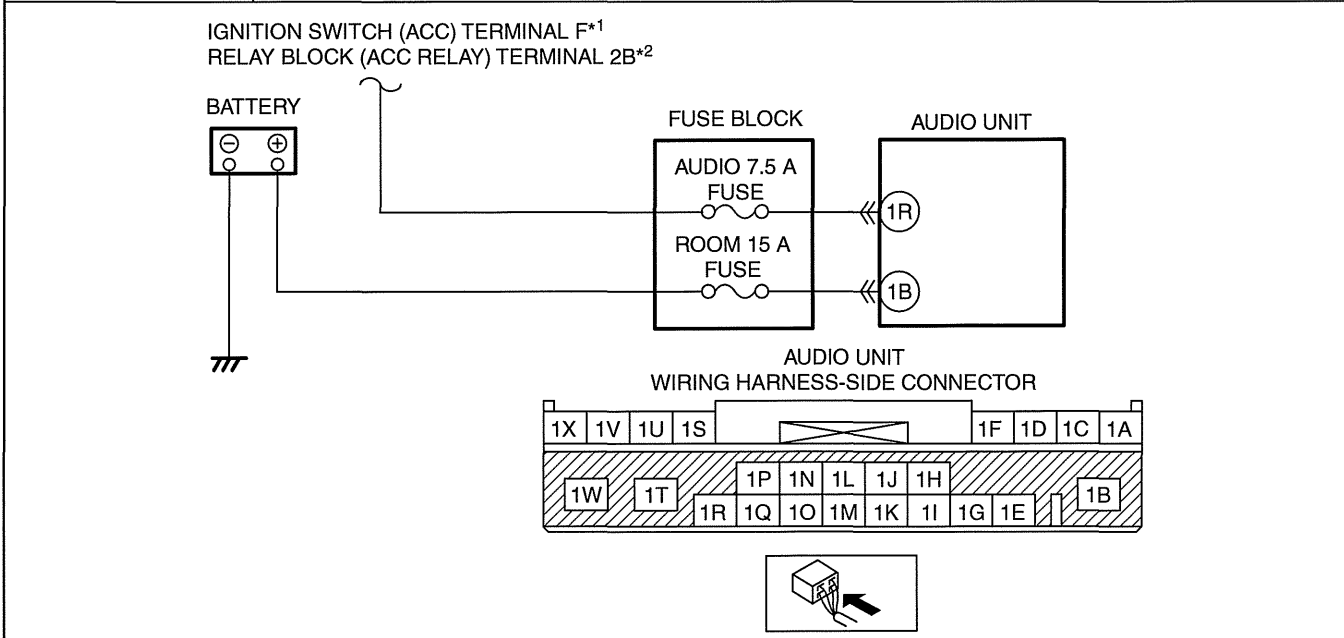 IGNITION SWITCH (ACC) TERMINAL F*1
RELAY BLOCK (ACC RELAY) TERMINAL 2B*2
BATTERY
FUSE BLOCK
AUDIO UNIT
AUDIO 7.5 A
FUSE
1R
ROOM 15 A
FUSE
1B
AUDIO UNIT
WIRING HARNESS-SIDE CONNECTOR
1X 1V 1U 1S 1F 1D 1C 1A
1P 1N 1L 1J 1H
1W 1T 1B
1R 1Q 1O 1M 1K 1I 1G 1E